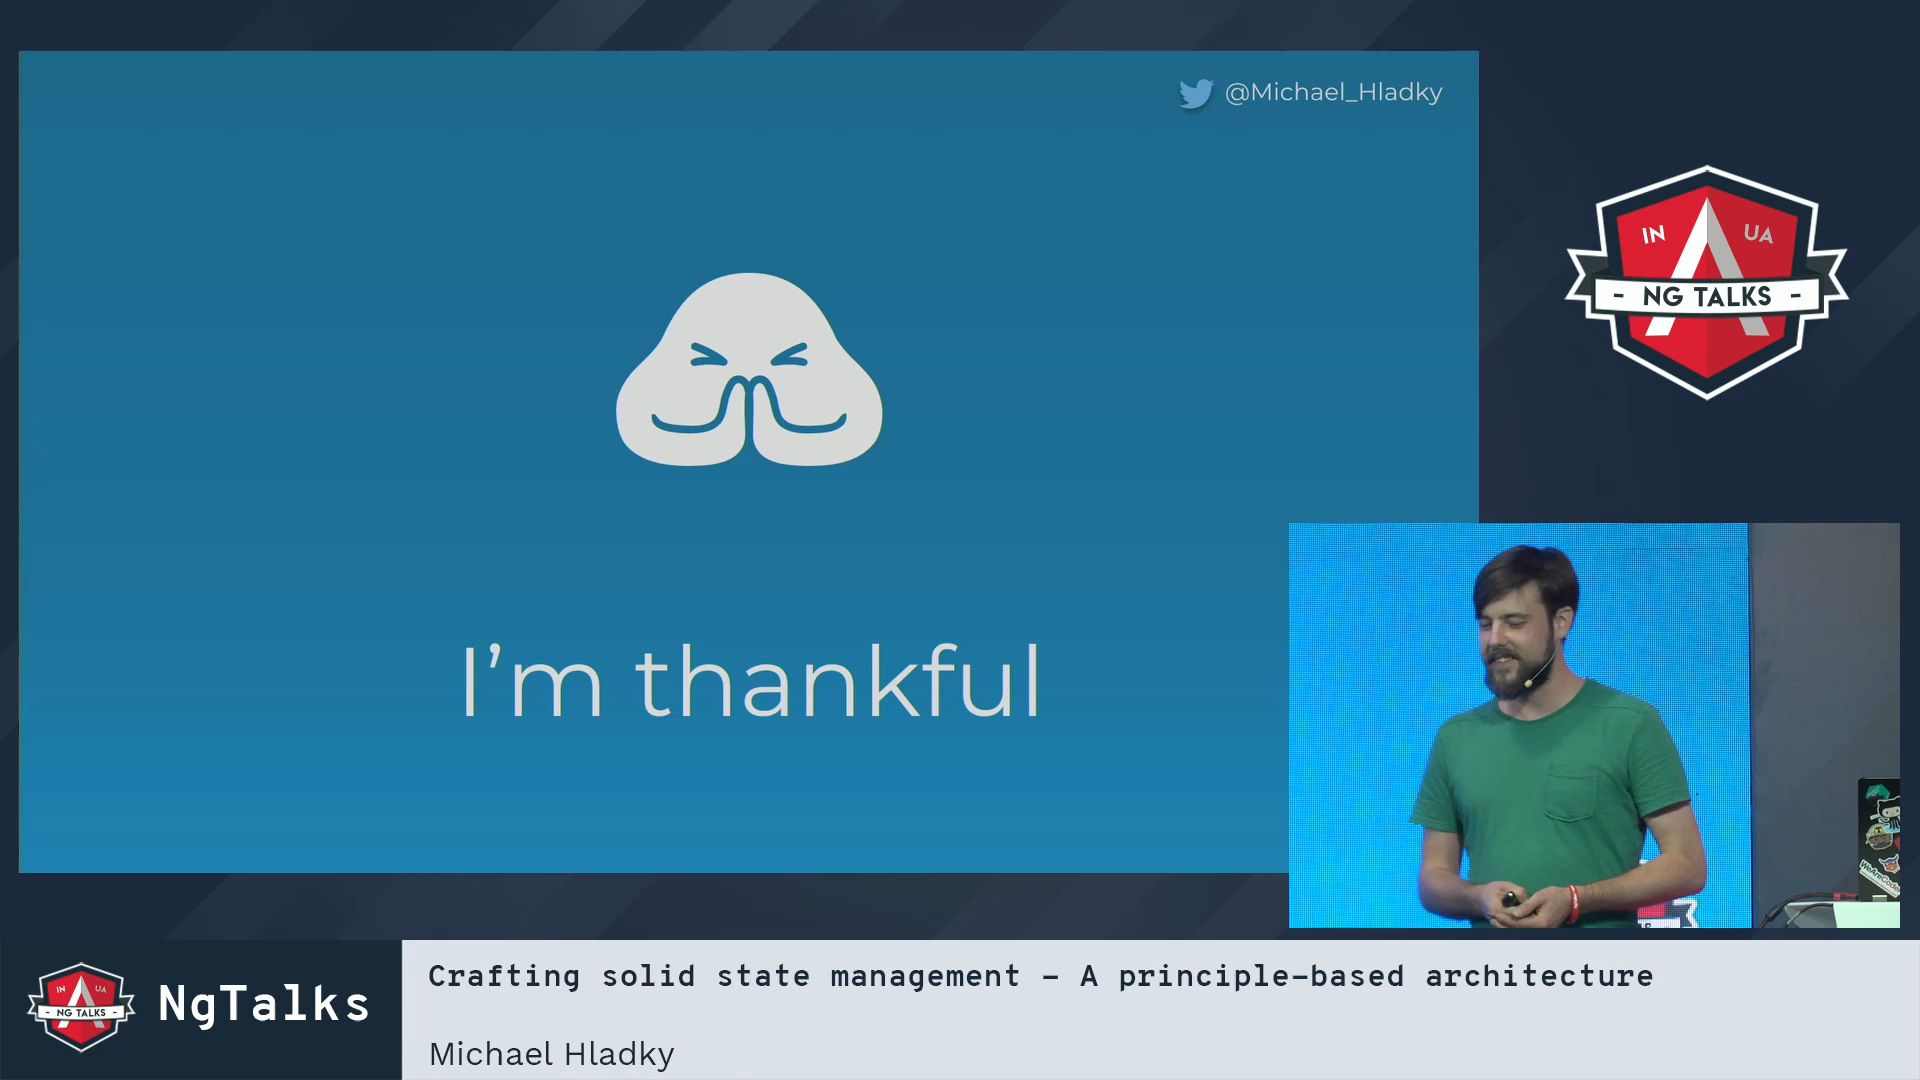 @Michael_Hladky
IN UA
- NG TALKS -
I'm thankful
IN UA
- NG TALKS -
NgTalks
Crafting solid state management - A principle-based architecture
Michael Hladky